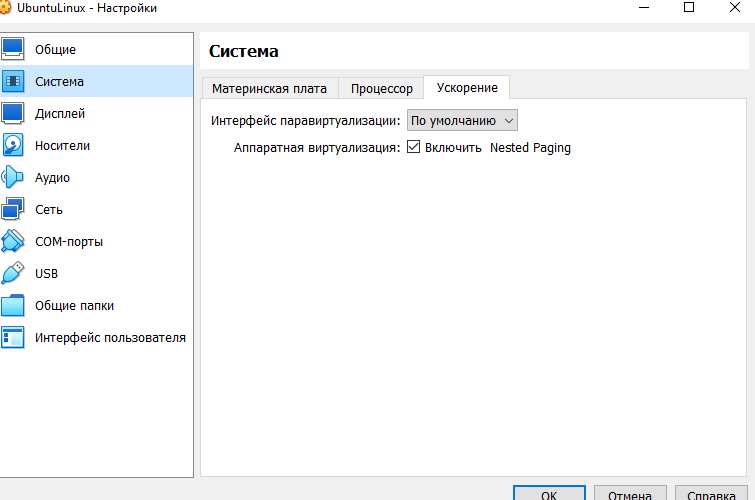 UbuntuLinux - Настройки
Общие
Система
Дисплей
Носители
Аудио
Сеть
COM-порты
USB
Общие папки
Интерфейс пользователя
Система
Материнская плата Процессор Ускорение
Интерфейс паравиртуализации: По умолчанию
Аппаратная виртуализация: Включить Nested Paging
OK Отмена Справка